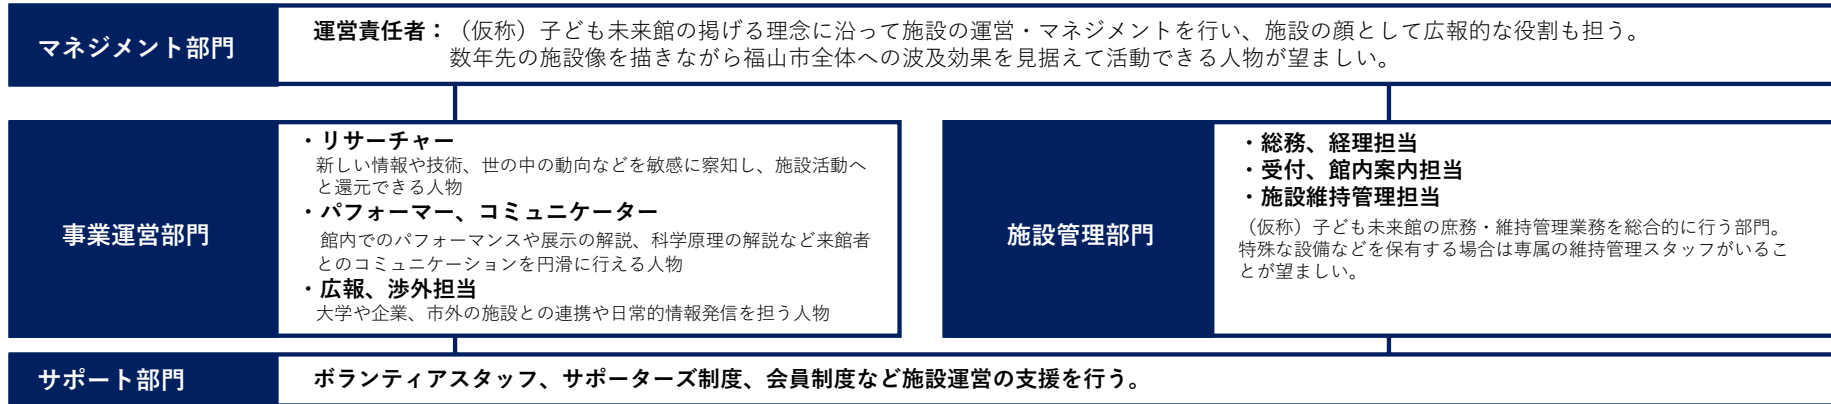 マネジメント部門
運営責任者：（仮称）子ども未来館の掲げる理念に沿って施設の運営・マネジメントを行い、施設の顔として広報的な役割も担う。
数年先の施設像を描きながら福山市全体への波及効果を見据えて活動できる人物が望ましい。
事業運営部門
・リサーチャー
新しい情報や技術、世の中の動向などを敏感に察知し、施設活動へ
と還元できる人物
・パフォーマー、コミュニケーター
館内でのパフォーマンスや展示の解説、科学原理の解説など来館者
とのコミュニケーションを円滑に行える人物
・広報、渉外担当
大学や企業、市外の施設との連携や日常的情報発信を担う人物
施設管理部門
・総務、経理担当
・受付、館内案内担当
・施設維持管理担当
（仮称）子ども未来館の庶務・維持管理業務を総合的に行う部門。
特殊な設備などを保有する場合は専属の維持管理スタッフがいるこ
とが望ましい。
サポート部門
ボランティアスタッフ、サポーターズ制度、会員制度など施設運営の支援を行う。